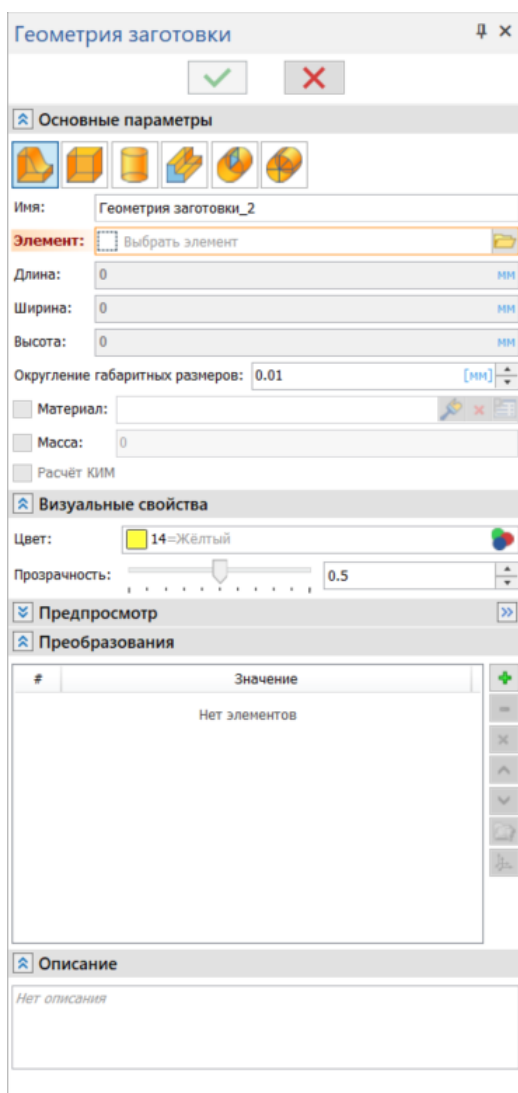 Геометрия заготовки
Основные параметры
Имя: Геометрия заготовки_2
Элемент: Выбрать элемент
Длина: 0 мм
Ширина: 0 мм
Высота: 0 мм
Округление габаритных размеров: 0.01 [мм]
Материал:
Масса: 0
Расчёт КИМ
Визуальные свойства
Цвет: 14=Жёлтый
Прозрачность: 0.5
Предпросмотр
Преобразования
# Значение
Нет элементов
Описание
Нет описания